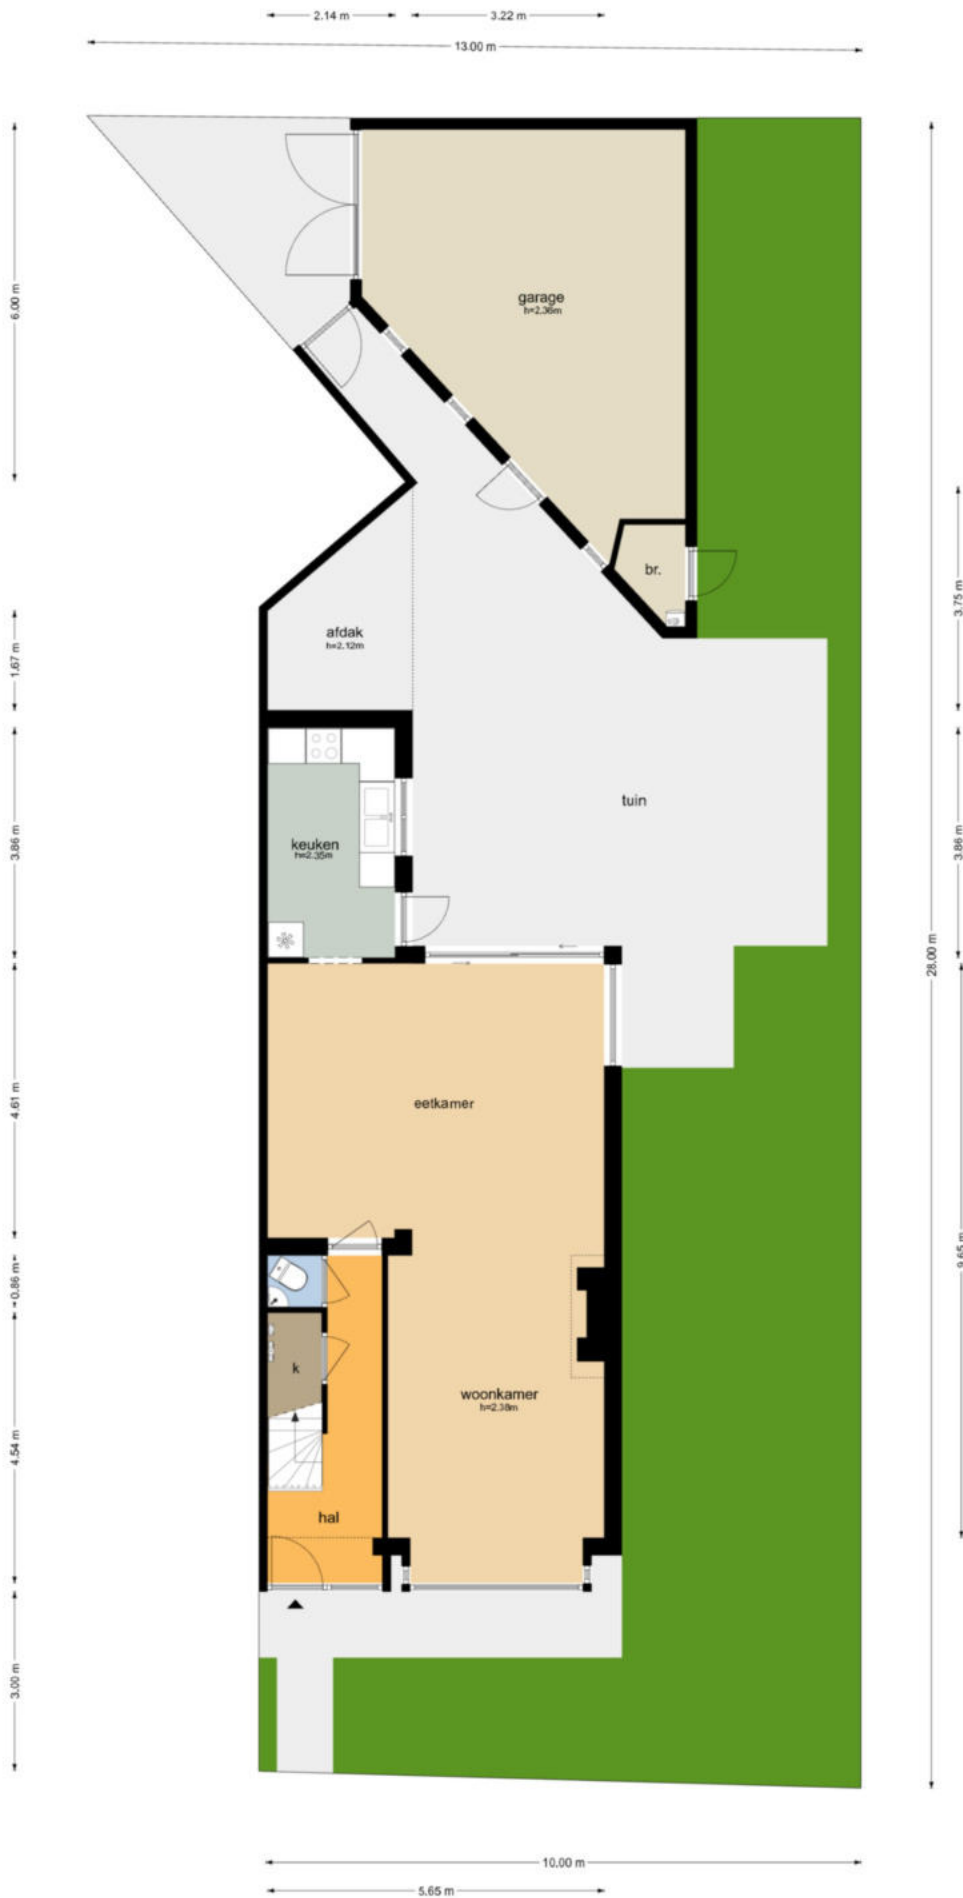 2.14 m
3.22 m
13.00 m
6.00 m
garage
h=2.36m
br.
3.75 m
afdak
h=2.12m
1.67 m
tuin
keuken
h=2.35m
3.86 m
3.86 m
28.00 m
eetkamer
4.61 m
9.65 m
0.86 m
k
woonkamer
h=2.38m
4.54 m
hal
3.00 m
10.00 m
5.65 m